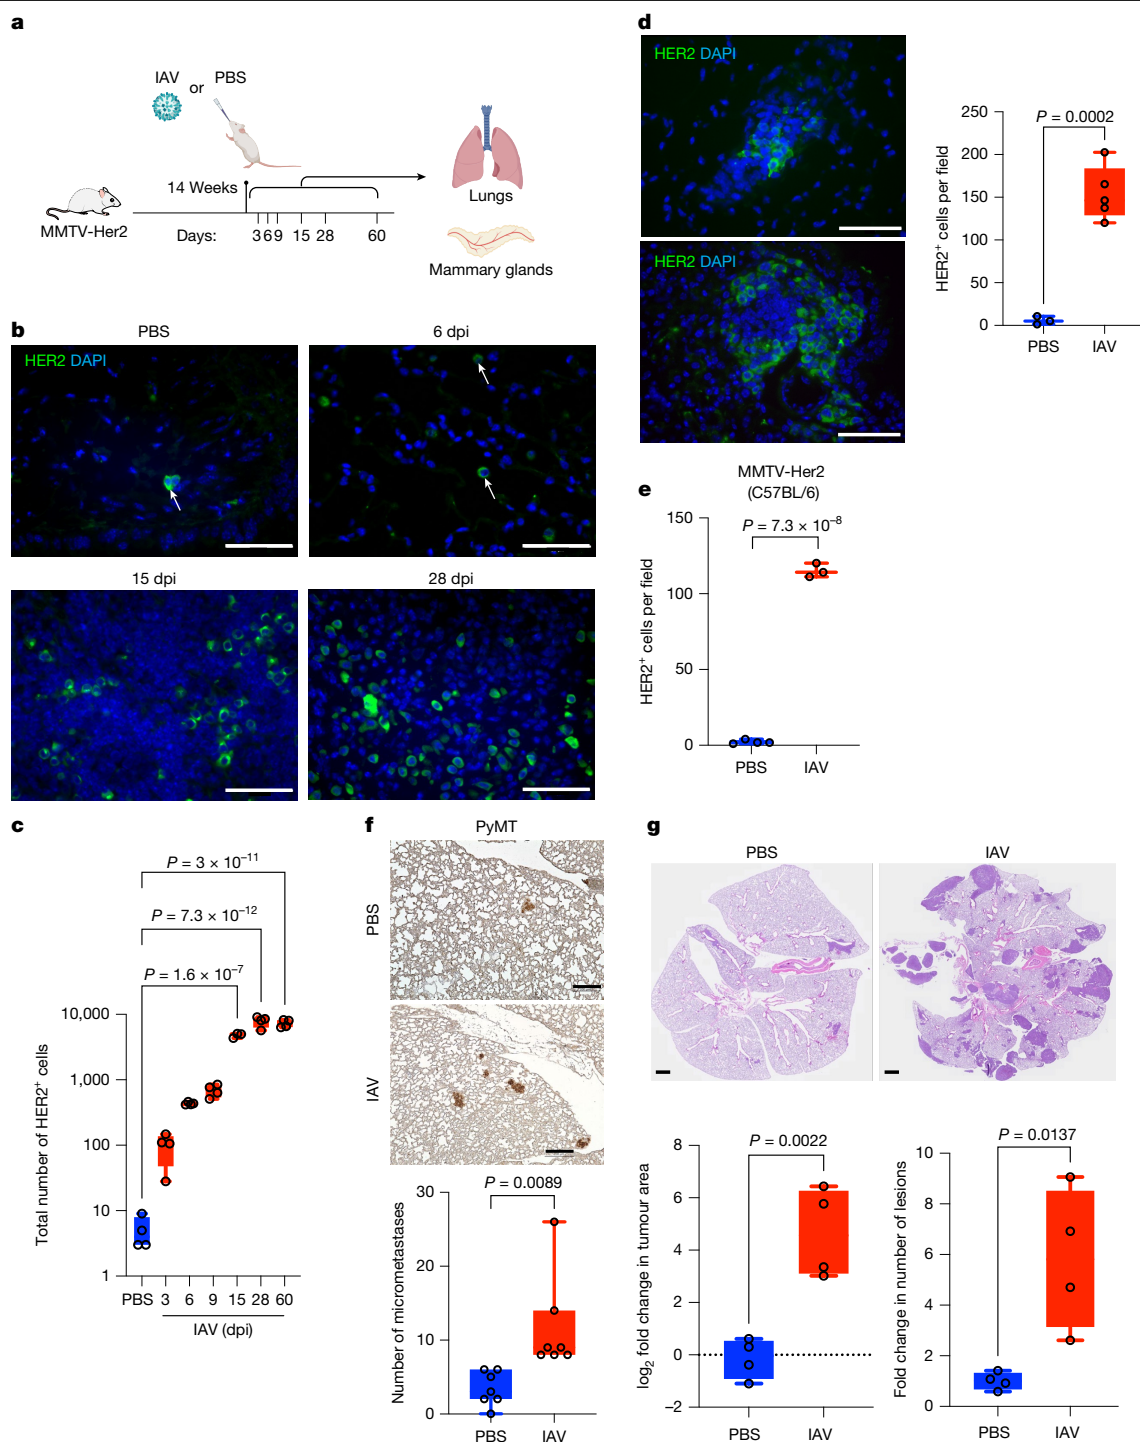 a
IAV or PBS
14 Weeks
MMTV-Her2
Days: 3 6 9 15 28 60
Lungs
Mammary glands
b
PBS
6 dpi
HER2 DAPI
15 dpi
28 dpi
c
P = 3 × 10⁻¹¹
P = 7.3 × 10⁻¹²
P = 1.6 × 10⁻⁷
Total number of HER2⁺ cells
10,000
1,000
100
10
1
PBS 3 6 9 15 28 60
IAV (dpi)
d
HER2 DAPI
HER2 DAPI
P = 0.0002
HER2⁺ cells per field
250
200
150
100
50
0
PBS IAV
e
MMTV-Her2
(C57BL/6)
P = 7.3 × 10⁻⁸
HER2⁺ cells per field
150
100
50
0
PBS IAV
f
PyMT
PBS
IAV
P = 0.0089
Number of micrometastases
30
20
10
0
PBS IAV
g
PBS
IAV
P = 0.0022
log₂ fold change in tumour area
8
6
4
2
0
−2
PBS IAV
P = 0.0137
Fold change in number of lesions
10
8
6
4
2
0
PBS IAV